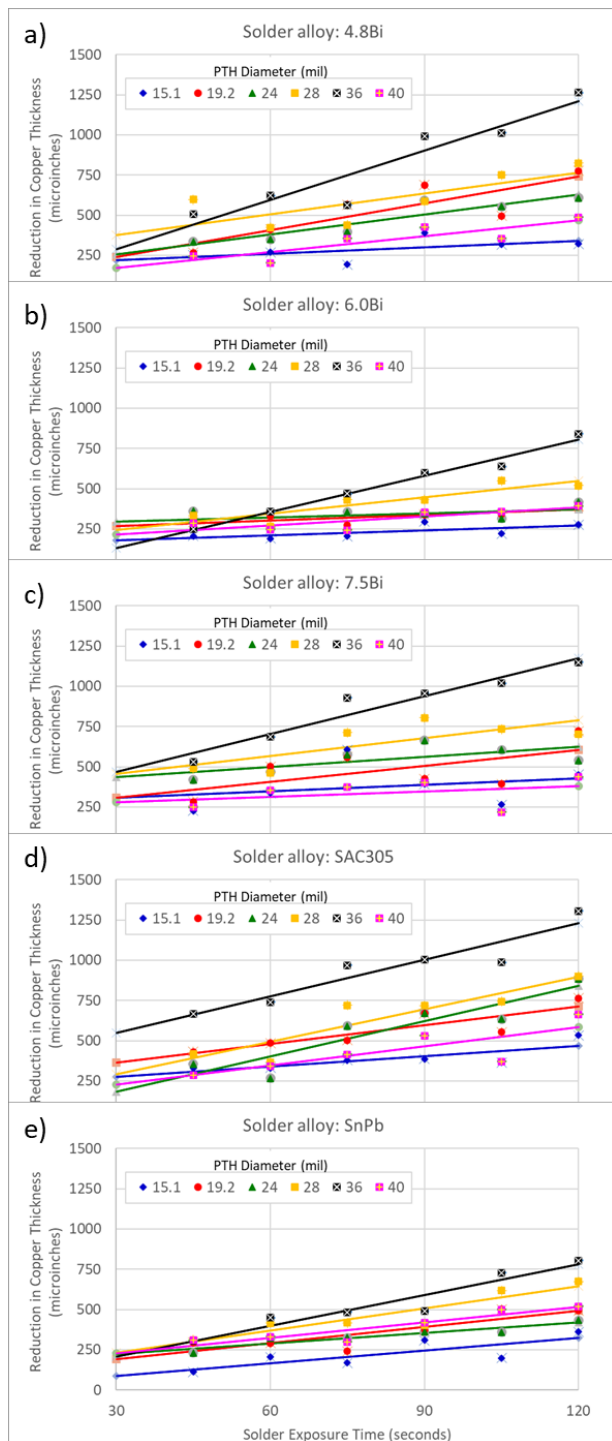 a)
Solder alloy: 4.8Bi
1500
PTH Diameter (mil)
15.1 19.2 24 28 36 40
1250
1000
750
500
250
Reduction in Copper Thickness
(microinches)
b)
Solder alloy: 6.0Bi
1500
PTH Diameter (mil)
15.1 19.2 24 28 36 40
1250
1000
750
500
250
Reduction in Copper Thickness
(microinches)
c)
Solder alloy: 7.5Bi
1500
PTH Diameter (mil)
15.1 19.2 24 28 36 40
1250
1000
750
500
250
Reduction in Copper Thickness
(microinches)
d)
Solder alloy: SAC305
1500
PTH Diameter (mil)
15.1 19.2 24 28 36 40
1250
1000
750
500
250
Reduction in Copper Thickness
(microinches)
e)
Solder alloy: SnPb
1500
PTH Diameter (mil)
15.1 19.2 24 28 36 40
1250
1000
750
500
250
0
Reduction in Copper Thickness
(microinches)
30 60 90 120
Solder Exposure Time (seconds)